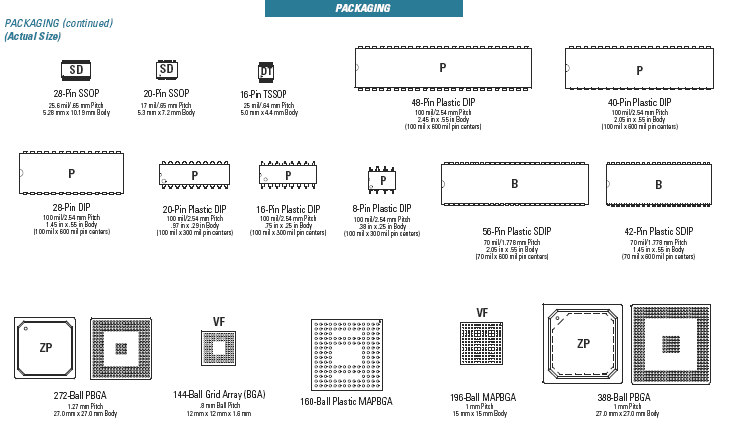 PACKAGING
PACKAGING (continued)
(Actual Size)
SD
28-Pin SSOP
25.6 mil/.65 mm Pitch
5.28 mm x 10.19 mm Body
SD
20-Pin SSOP
17 mil/.65 mm Pitch
5.3 mm x 7.2 mm Body
DT
16-Pin TSSOP
25 mil/.64 mm Pitch
5.0 mm x 4.4 mm Body
P
48-Pin Plastic DIP
100 mil/2.54 mm Pitch
2.45 in x .55 in Body
(100 mil x 600 mil pin centers)
P
40-Pin Plastic DIP
100 mil/2.54 mm Pitch
2.05 in x .55 in Body
(100 mil x 600 mil pin centers)
P
28-Pin DIP
100 mil/2.54 mm Pitch
1.45 in x .55 in Body
(100 mil x 600 mil pin centers)
P
20-Pin Plastic DIP
100 mil/2.54 mm Pitch
.97 in x .29 in Body
(100 mil x 300 mil pin centers)
P
16-Pin Plastic DIP
100 mil/2.54 mm Pitch
.75 in x .25 in Body
(100 mil x 300 mil pin centers)
P
8-Pin Plastic DIP
100 mil/2.54 mm Pitch
.38 in x .25 in Body
(100 mil x 300 mil pin centers)
B
56-Pin Plastic SDIP
70 mil/1.778 mm Pitch
2.05 in x .55 in Body
(70 mil x 600 mil pin centers)
B
42-Pin Plastic SDIP
70 mil/1.778 mm Pitch
1.45 in x .55 in Body
(70 mil x 600 mil pin centers)
ZP
272-Ball PBGA
1.27 mm Pitch
27.0 mm x 27.0 mm Body
VF
144-Ball Grid Array (BGA)
.8 mm Ball Pitch
12 mm x 12 mm x 1.6 mm
160-Ball Plastic MAPBGA
VF
196-Ball MAPBGA
1 mm Pitch
15 mm x 15 mm Body
ZP
388-Ball PBGA
1 mm Pitch
27.0 mm x 27.0 mm Body